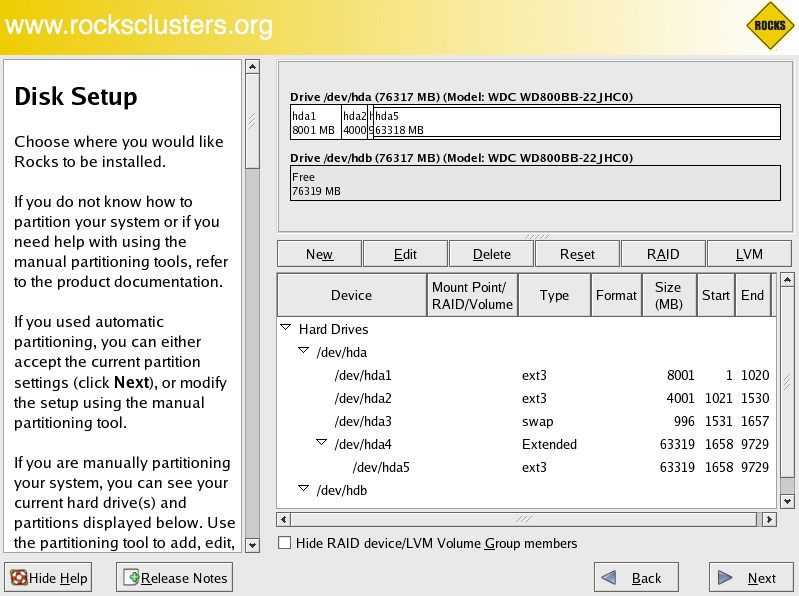 www.rocksclusters.org
ROCKS
Disk Setup
Choose where you would like
Rocks to be installed.
If you do not know how to
partition your system or if you
need help with using the
manual partitioning tools, refer
to the product documentation.
If you used automatic
partitioning, you can either
accept the current partition
settings (click Next), or modify
the setup using the manual
partitioning tool.
If you are manually partitioning
your system, you can see your
current hard drive(s) and
partitions displayed below. Use
the partitioning tool to add, edit,
Drive /dev/hda (76317 MB) (Model: WDC WD800BB-22JHC0)
hda1 hda2 h hda5
8001 MB 4000 9 63318 MB
Drive /dev/hdb (76317 MB) (Model: WDC WD800BB-22JHC0)
Free
76319 MB
New Edit Delete Reset RAID LVM
Device Mount Point/ RAID/Volume Type Format Size (MB) Start End
Hard Drives
/dev/hda
/dev/hda1 ext3 8001 1 1020
/dev/hda2 ext3 4001 1021 1530
/dev/hda3 swap 996 1531 1657
/dev/hda4 Extended 63319 1658 9729
/dev/hda5 ext3 63319 1658 9729
/dev/hdb
Hide RAID device/LVM Volume Group members
Hide Help Release Notes Back Next